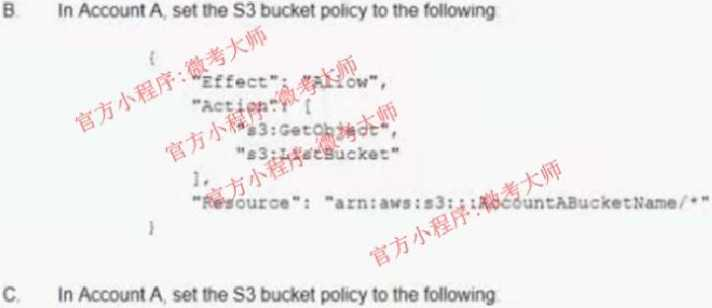 B. In Account A, set the S3 bucket policy to the following:
{
"Effect": "Allow",
"Action": [
"s3:GetObject",
"s3:ListBucket"
],
"Resource": "arn:aws:s3:::AccountABucketName/*"
}
官方小程序:微考大师
官方小程序:微考大师
官方小程序:微考大师
官方小程序:微考大师
C. In Account A, set the S3 bucket policy to the following: